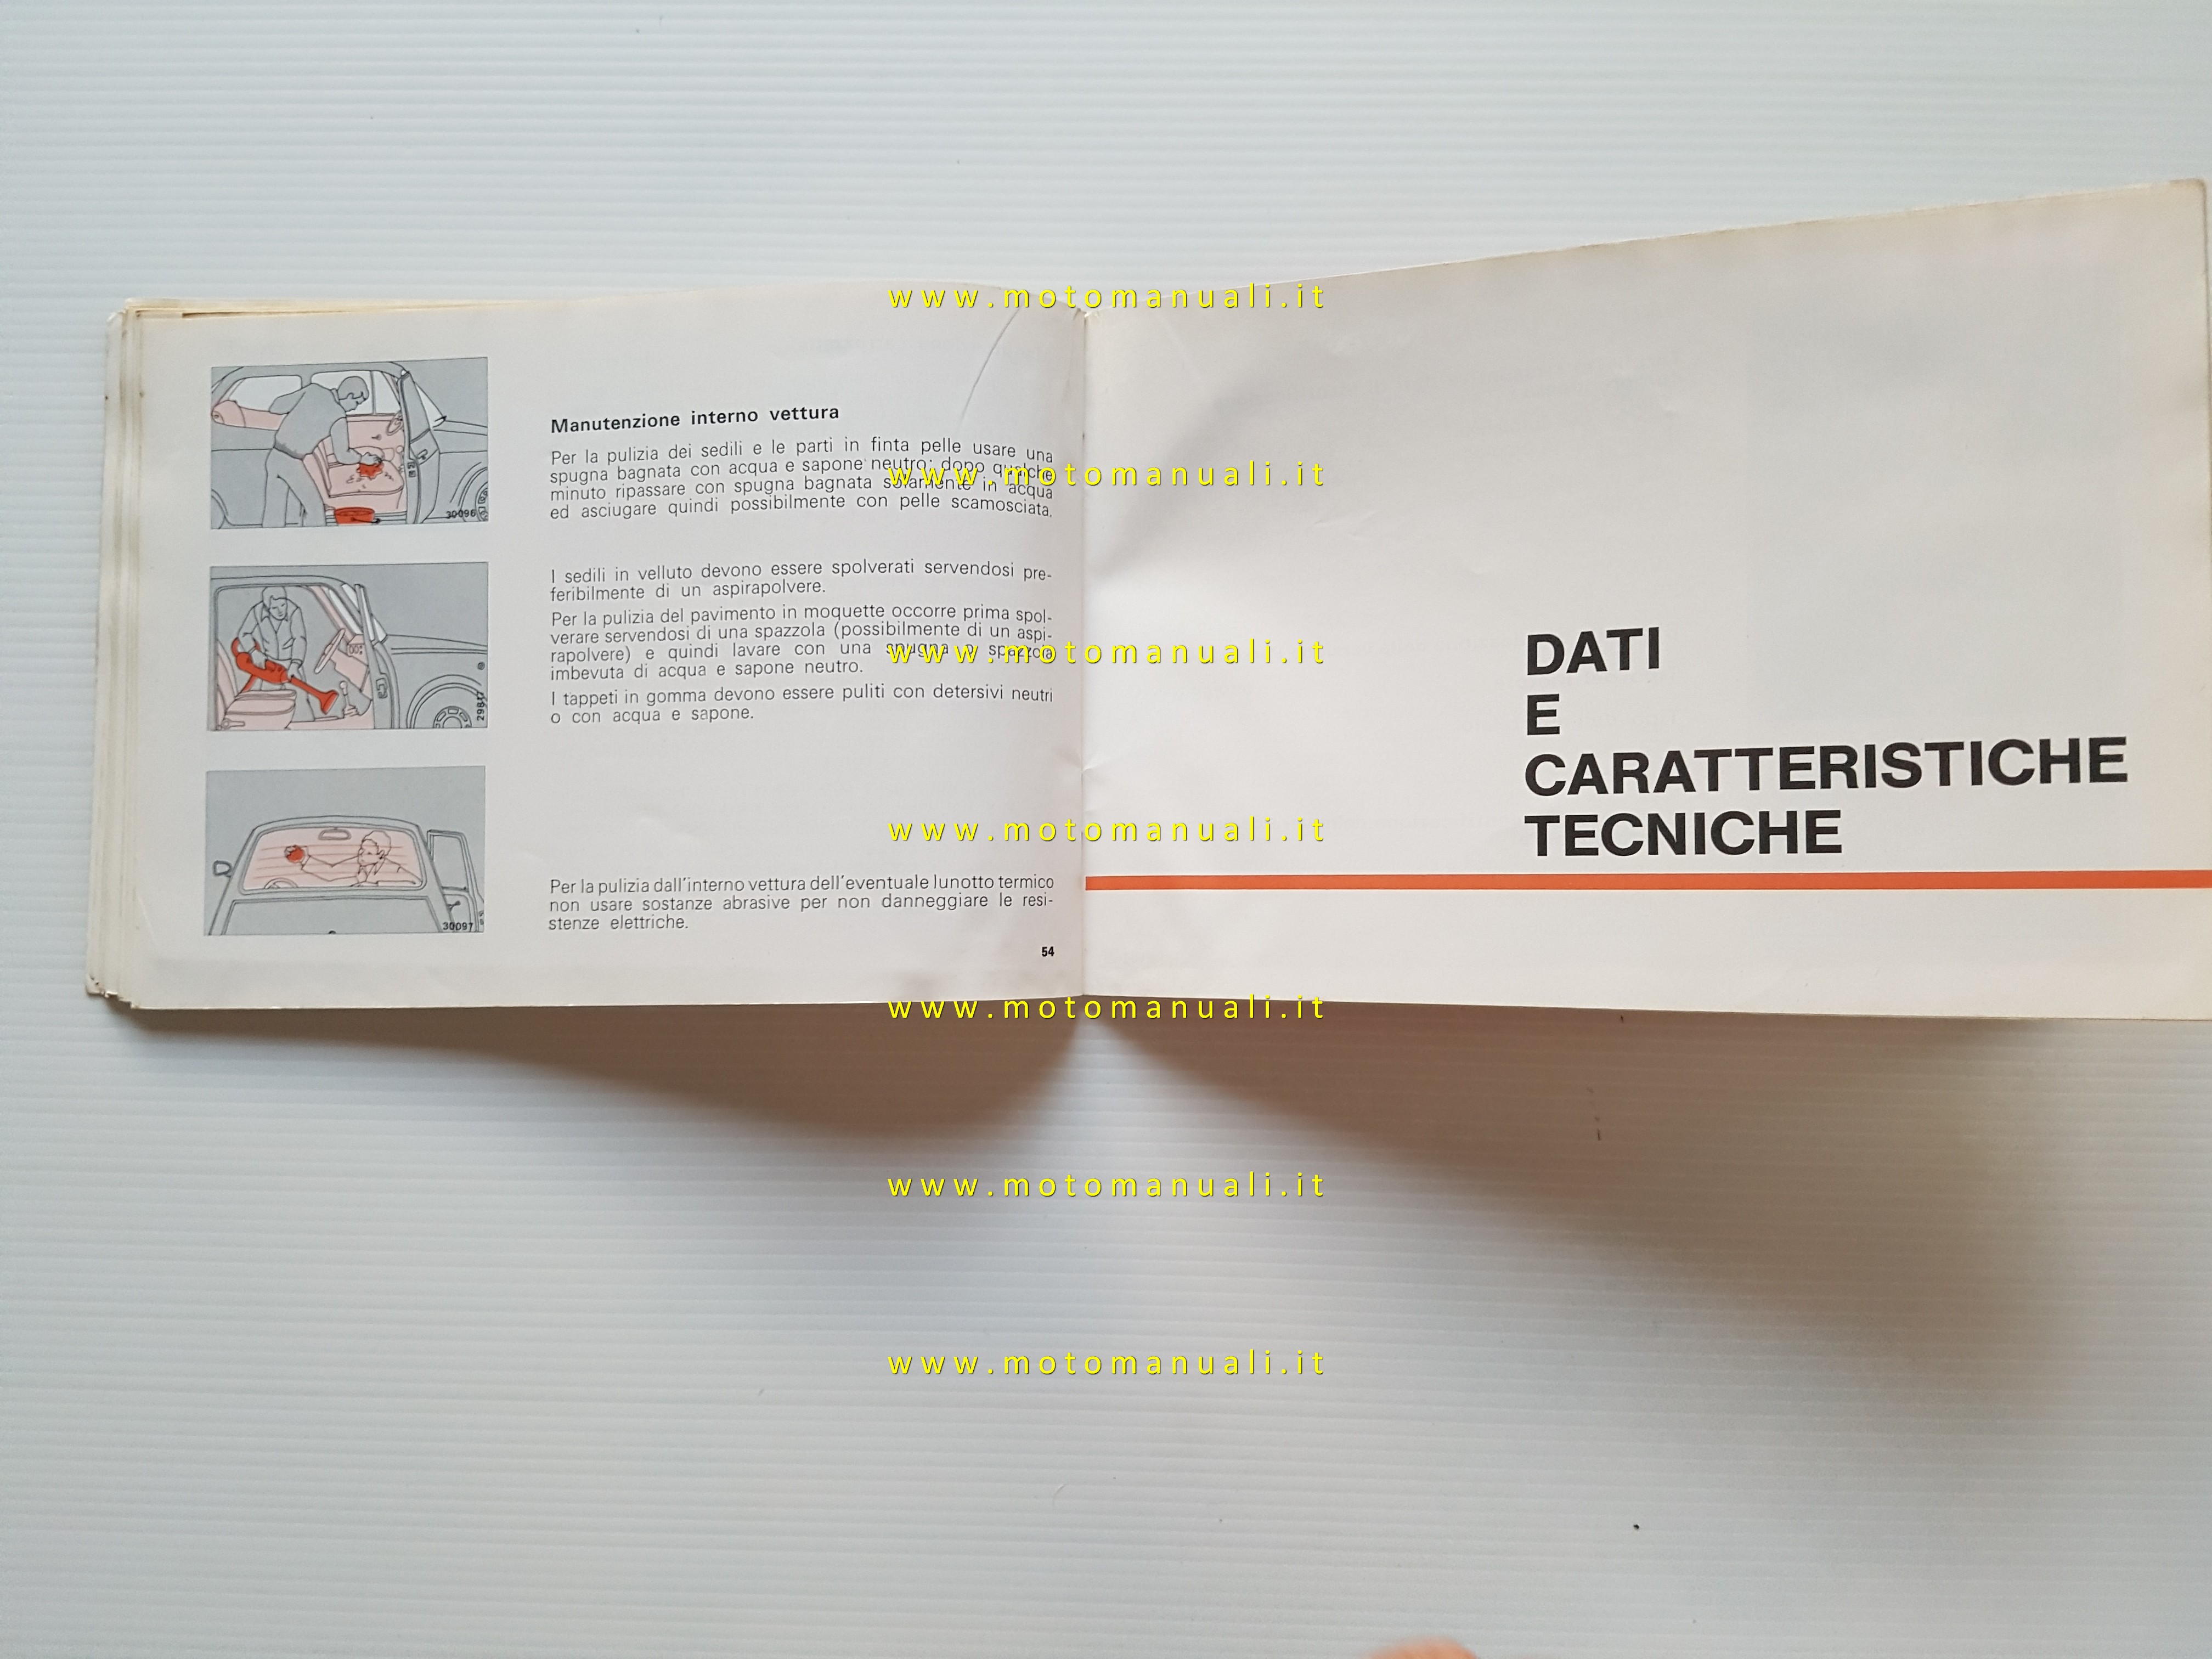 Manutenzione interno vettura
Per la pulizia dei sedili e le parti in finta pelle usare una
spugna bagnata con acqua e sapone neutro; dopo qualche
minuto ripassare con spugna bagnata solamente in acqua
ed asciugare quindi possibilmente con pelle scamosciata.
I sedili in velluto devono essere spolverati servendosi pre-
feribilmente di un aspirapolvere.
Per la pulizia del pavimento in moquette occorre prima spol-
verare servendosi di una spazzola (possibilmente di un aspi-
rapolvere) e quindi lavare con una spugna o spazzola
imbevuta di acqua e sapone neutro.
I tappeti in gomma devono essere puliti con detersivi neutri
o con acqua e sapone.
Per la pulizia dall'interno vettura dell'eventuale lunotto termico
non usare sostanze abrasive per non danneggiare le resi-
stenze elettriche.
54
30096
29817
30097
DATI
E
CARATTERISTICHE
TECNICHE
www.motomanuali.it
www.motomanuali.it
www.motomanuali.it
www.motomanuali.it
www.motomanuali.it
www.motomanuali.it
www.motomanuali.it